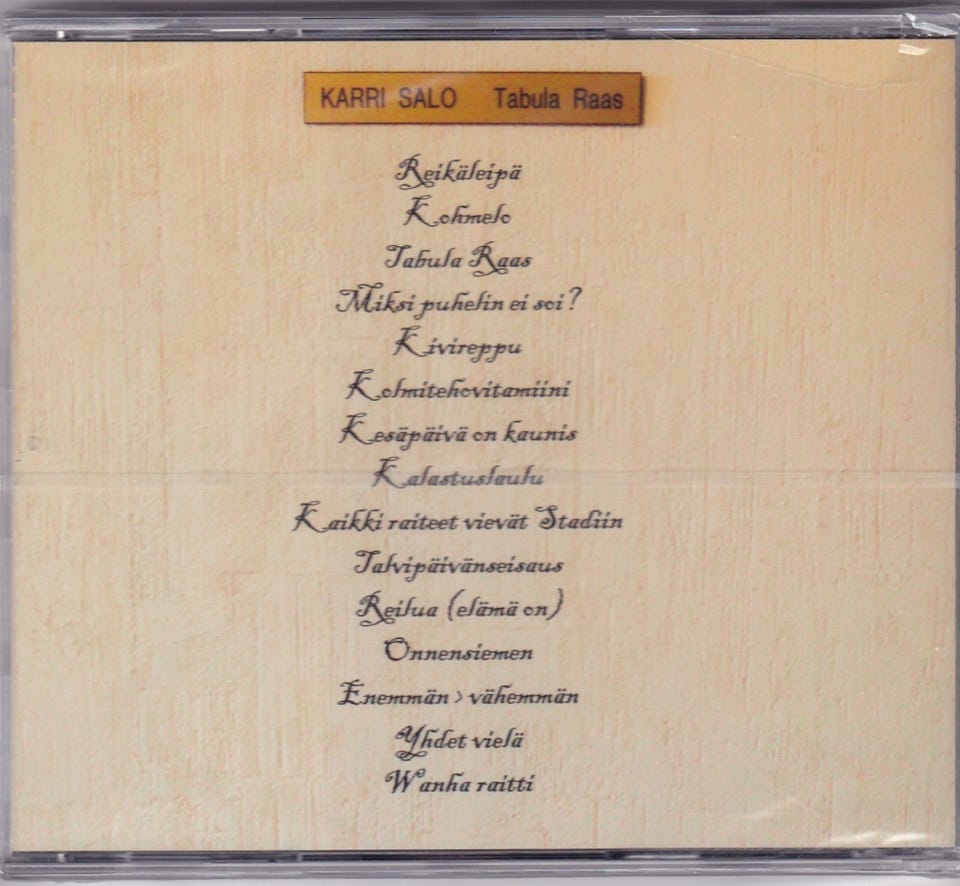 KARRI SALO Tabula Raas
Reikäleipä
Kohmelo
Tabula Raas
Miksi puhelin ei soi?
Kivireppu
Kolmitehovitamiini
Kesäpäivä on kaunis
Kalastuslaulu
Kaikki raiteet vievät Stadiin
Talvipäivänseisaus
Reilua (elämä on)
Onnensiemen
Enemmän > vähemmän
Yhdet vielä
Wanha raitti